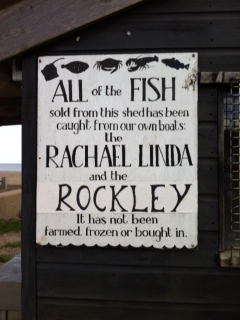 ALL of the FISH
sold from this shed has been
caught from our own boats:
the
RACHAEL LINDA
and the
ROCKLEY
It has not been
farmed, frozen or bought in.